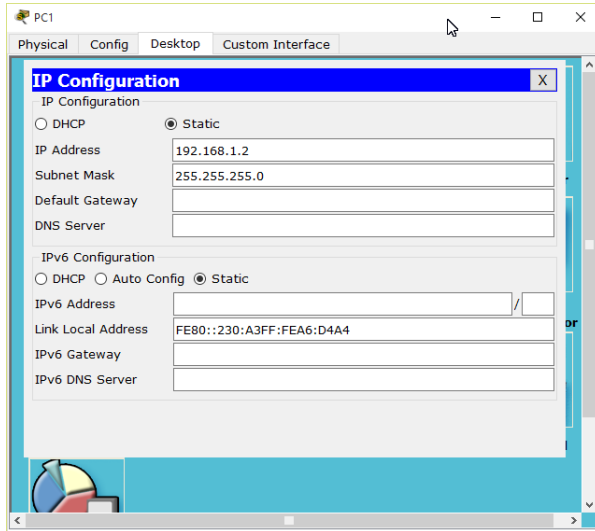 PC1
Physical Config Desktop Custom Interface
IP Configuration X
IP Configuration
DHCP Static
IP Address 192.168.1.2
Subnet Mask 255.255.255.0
Default Gateway
DNS Server
IPv6 Configuration
DHCP Auto Config Static
IPv6 Address /
Link Local Address FE80::230:A3FF:FEA6:D4A4
IPv6 Gateway
IPv6 DNS Server
or